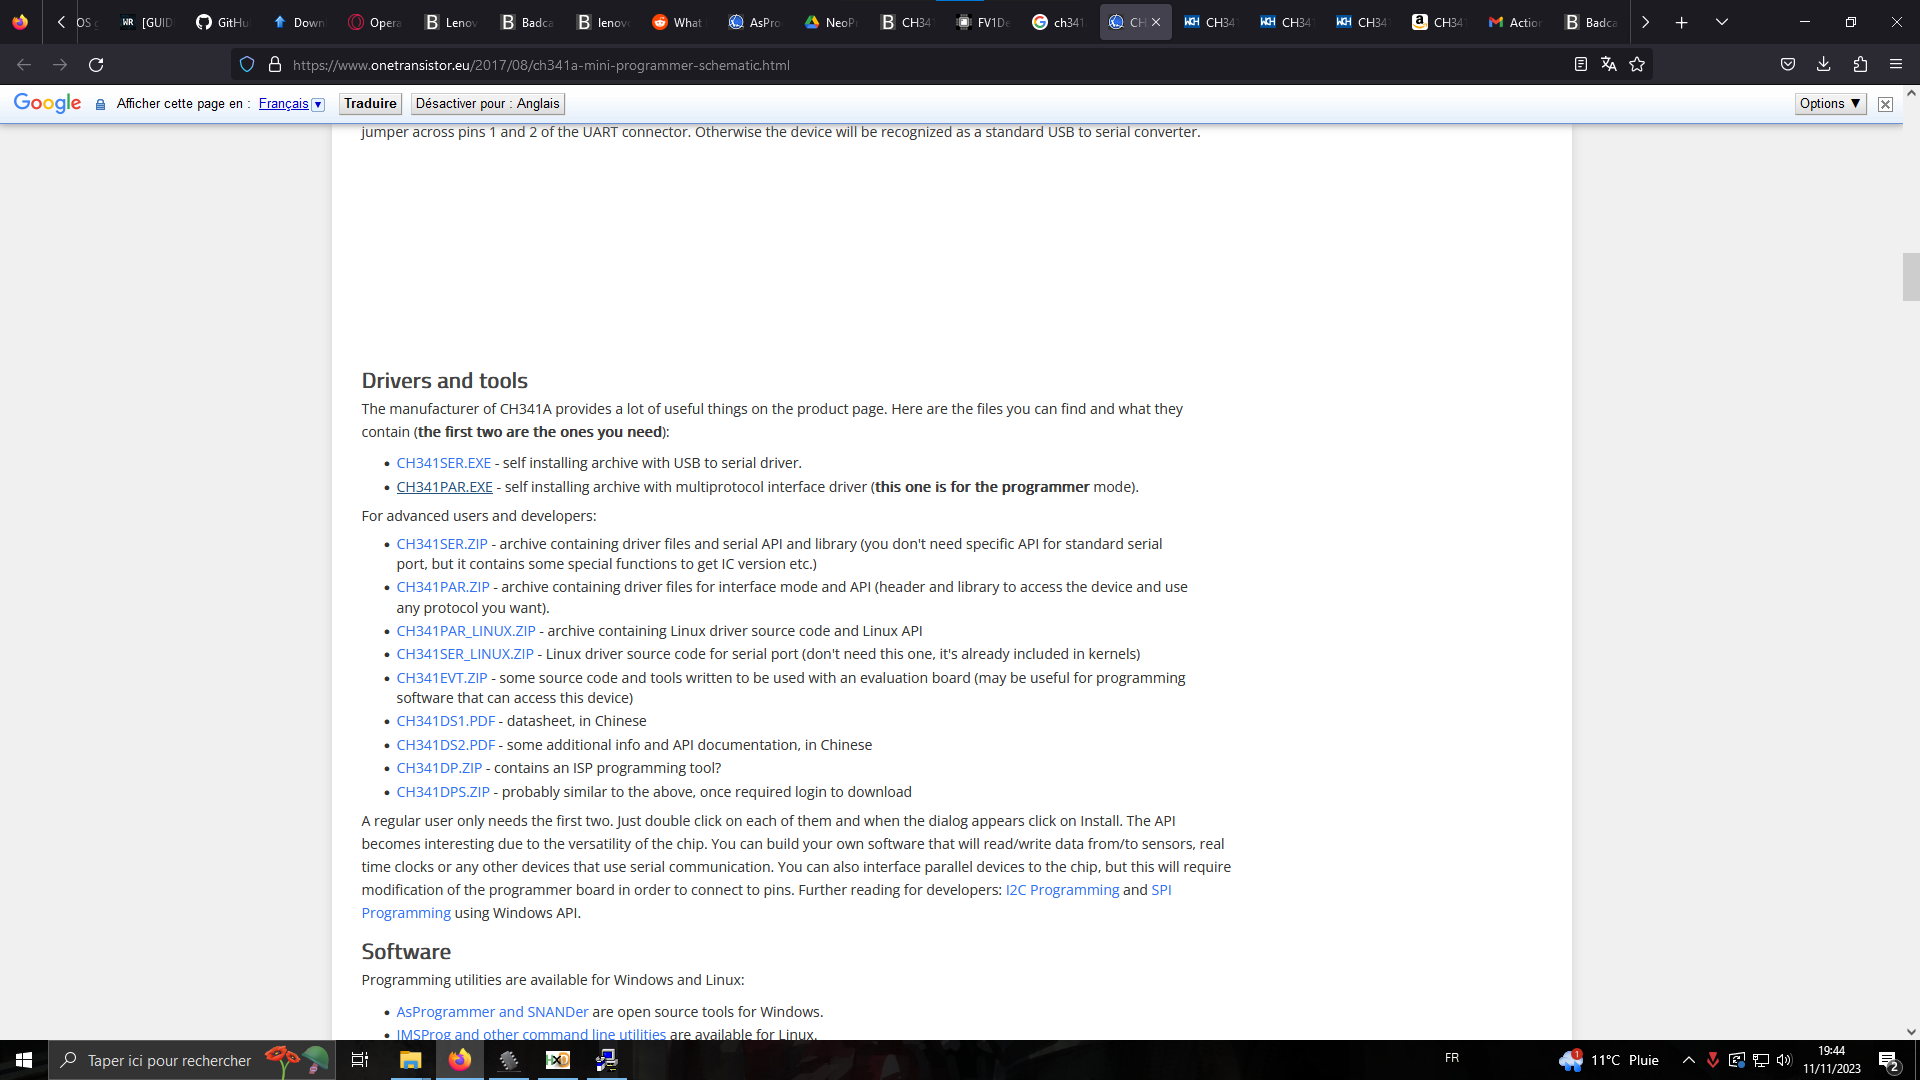 OS g
[GUID
GitHu
Down
Opera
Lenov
Badca
lenovo
What
AsPro
NeoP
CH34
FV1De
ch341
CH
CH34
CH34
CH34
CH34
Action
Badca
https://www.onetransistor.eu/2017/08/ch341a-mini-programmer-schematic.html
Google Afficher cette page en : Français Traduire Désactiver pour : Anglais Options ▼
jumper across pins 1 and 2 of the UART connector. Otherwise the device will be recognized as a standard USB to serial converter.
Drivers and tools
The manufacturer of CH341A provides a lot of useful things on the product page. Here are the files you can find and what they
contain (the first two are the ones you need):
• CH341SER.EXE - self installing archive with USB to serial driver.
• CH341PAR.EXE - self installing archive with multiprotocol interface driver (this one is for the programmer mode).
For advanced users and developers:
• CH341SER.ZIP - archive containing driver files and serial API and library (you don't need specific API for standard serial
port, but it contains some special functions to get IC version etc.)
• CH341PAR.ZIP - archive containing driver files for interface mode and API (header and library to access the device and use
any protocol you want).
• CH341PAR_LINUX.ZIP - archive containing Linux driver source code and Linux API
• CH341SER_LINUX.ZIP - Linux driver source code for serial port (don't need this one, it's already included in kernels)
• CH341EVT.ZIP - some source code and tools written to be used with an evaluation board (may be useful for programming
software that can access this device)
• CH341DS1.PDF - datasheet, in Chinese
• CH341DS2.PDF - some additional info and API documentation, in Chinese
• CH341DP.ZIP - contains an ISP programming tool?
• CH341DPS.ZIP - probably similar to the above, once required login to download
A regular user only needs the first two. Just double click on each of them and when the dialog appears click on Install. The API
becomes interesting due to the versatility of the chip. You can build your own software that will read/write data from/to sensors, real
time clocks or any other devices that use serial communication. You can also interface parallel devices to the chip, but this will require
modification of the programmer board in order to connect to pins. Further reading for developers: I2C Programming and SPI
Programming using Windows API.
Software
Programming utilities are available for Windows and Linux:
• AsProgrammer and SNANDer are open source tools for Windows.
• IMSProg and other command line utilities are available for Linux.
Taper ici pour rechercher
FR
11°C Pluie
19:44
11/11/2023
2